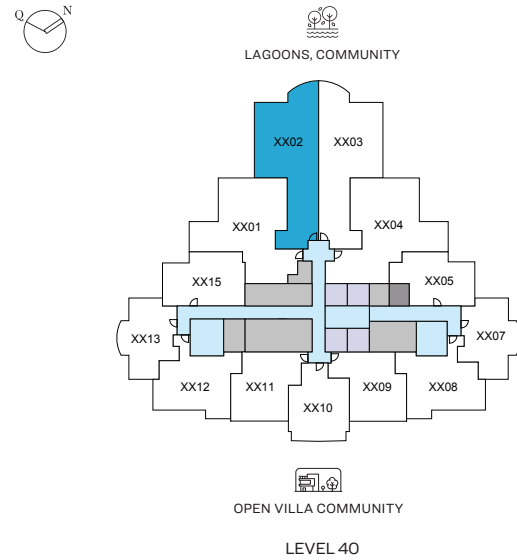 Q N
LAGOONS, COMMUNITY
XX02 XX03
XX01 XX04
XX15 XX05
XX13 XX07
XX12 XX11 XX09 XX08
XX10
OPEN VILLA COMMUNITY
LEVEL 40